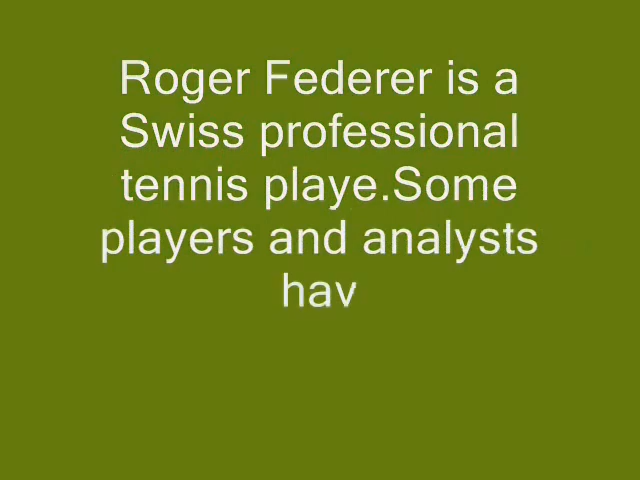 Roger Federer is a
Swiss professional
tennis playe.Some
players and analysts
hav